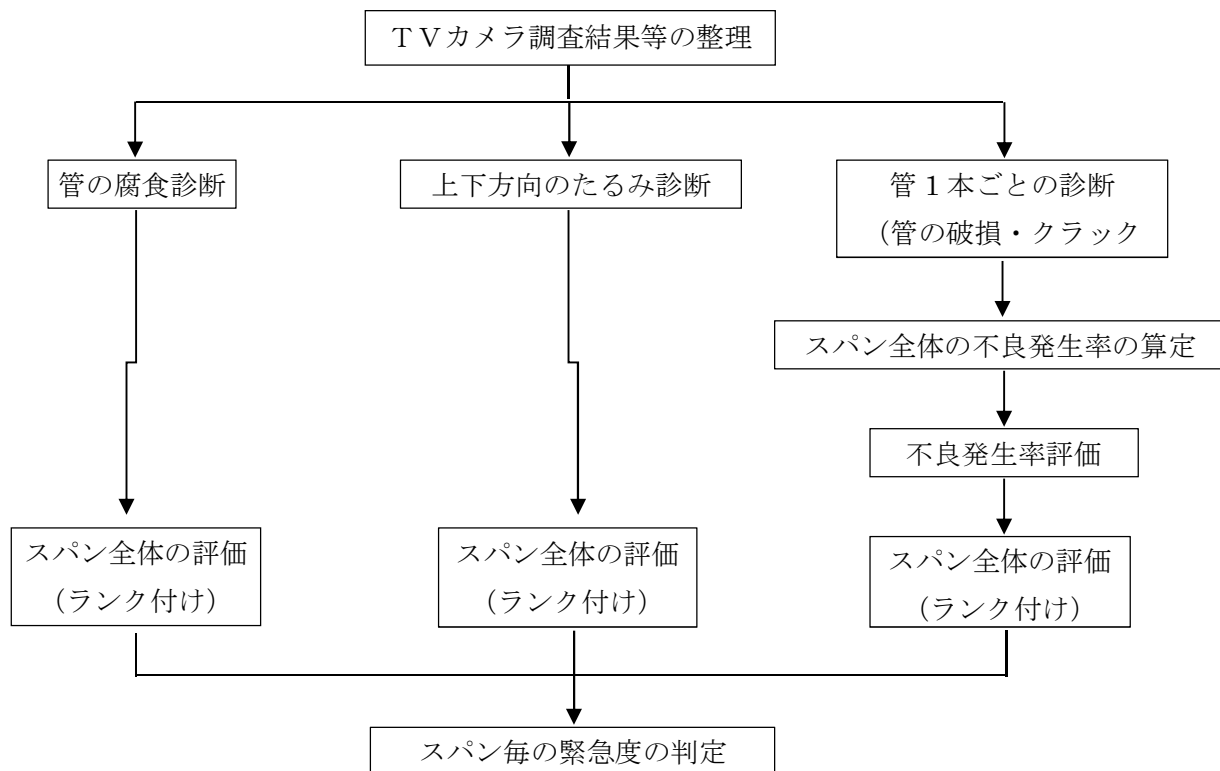 ＴＶカメラ調査結果等の整理
管の腐食診断
上下方向のたるみ診断
管１本ごとの診断
（管の破損・クラック
スパン全体の不良発生率の算定
不良発生率評価
スパン全体の評価
（ランク付け）
スパン全体の評価
（ランク付け）
スパン全体の評価
（ランク付け）
スパン毎の緊急度の判定